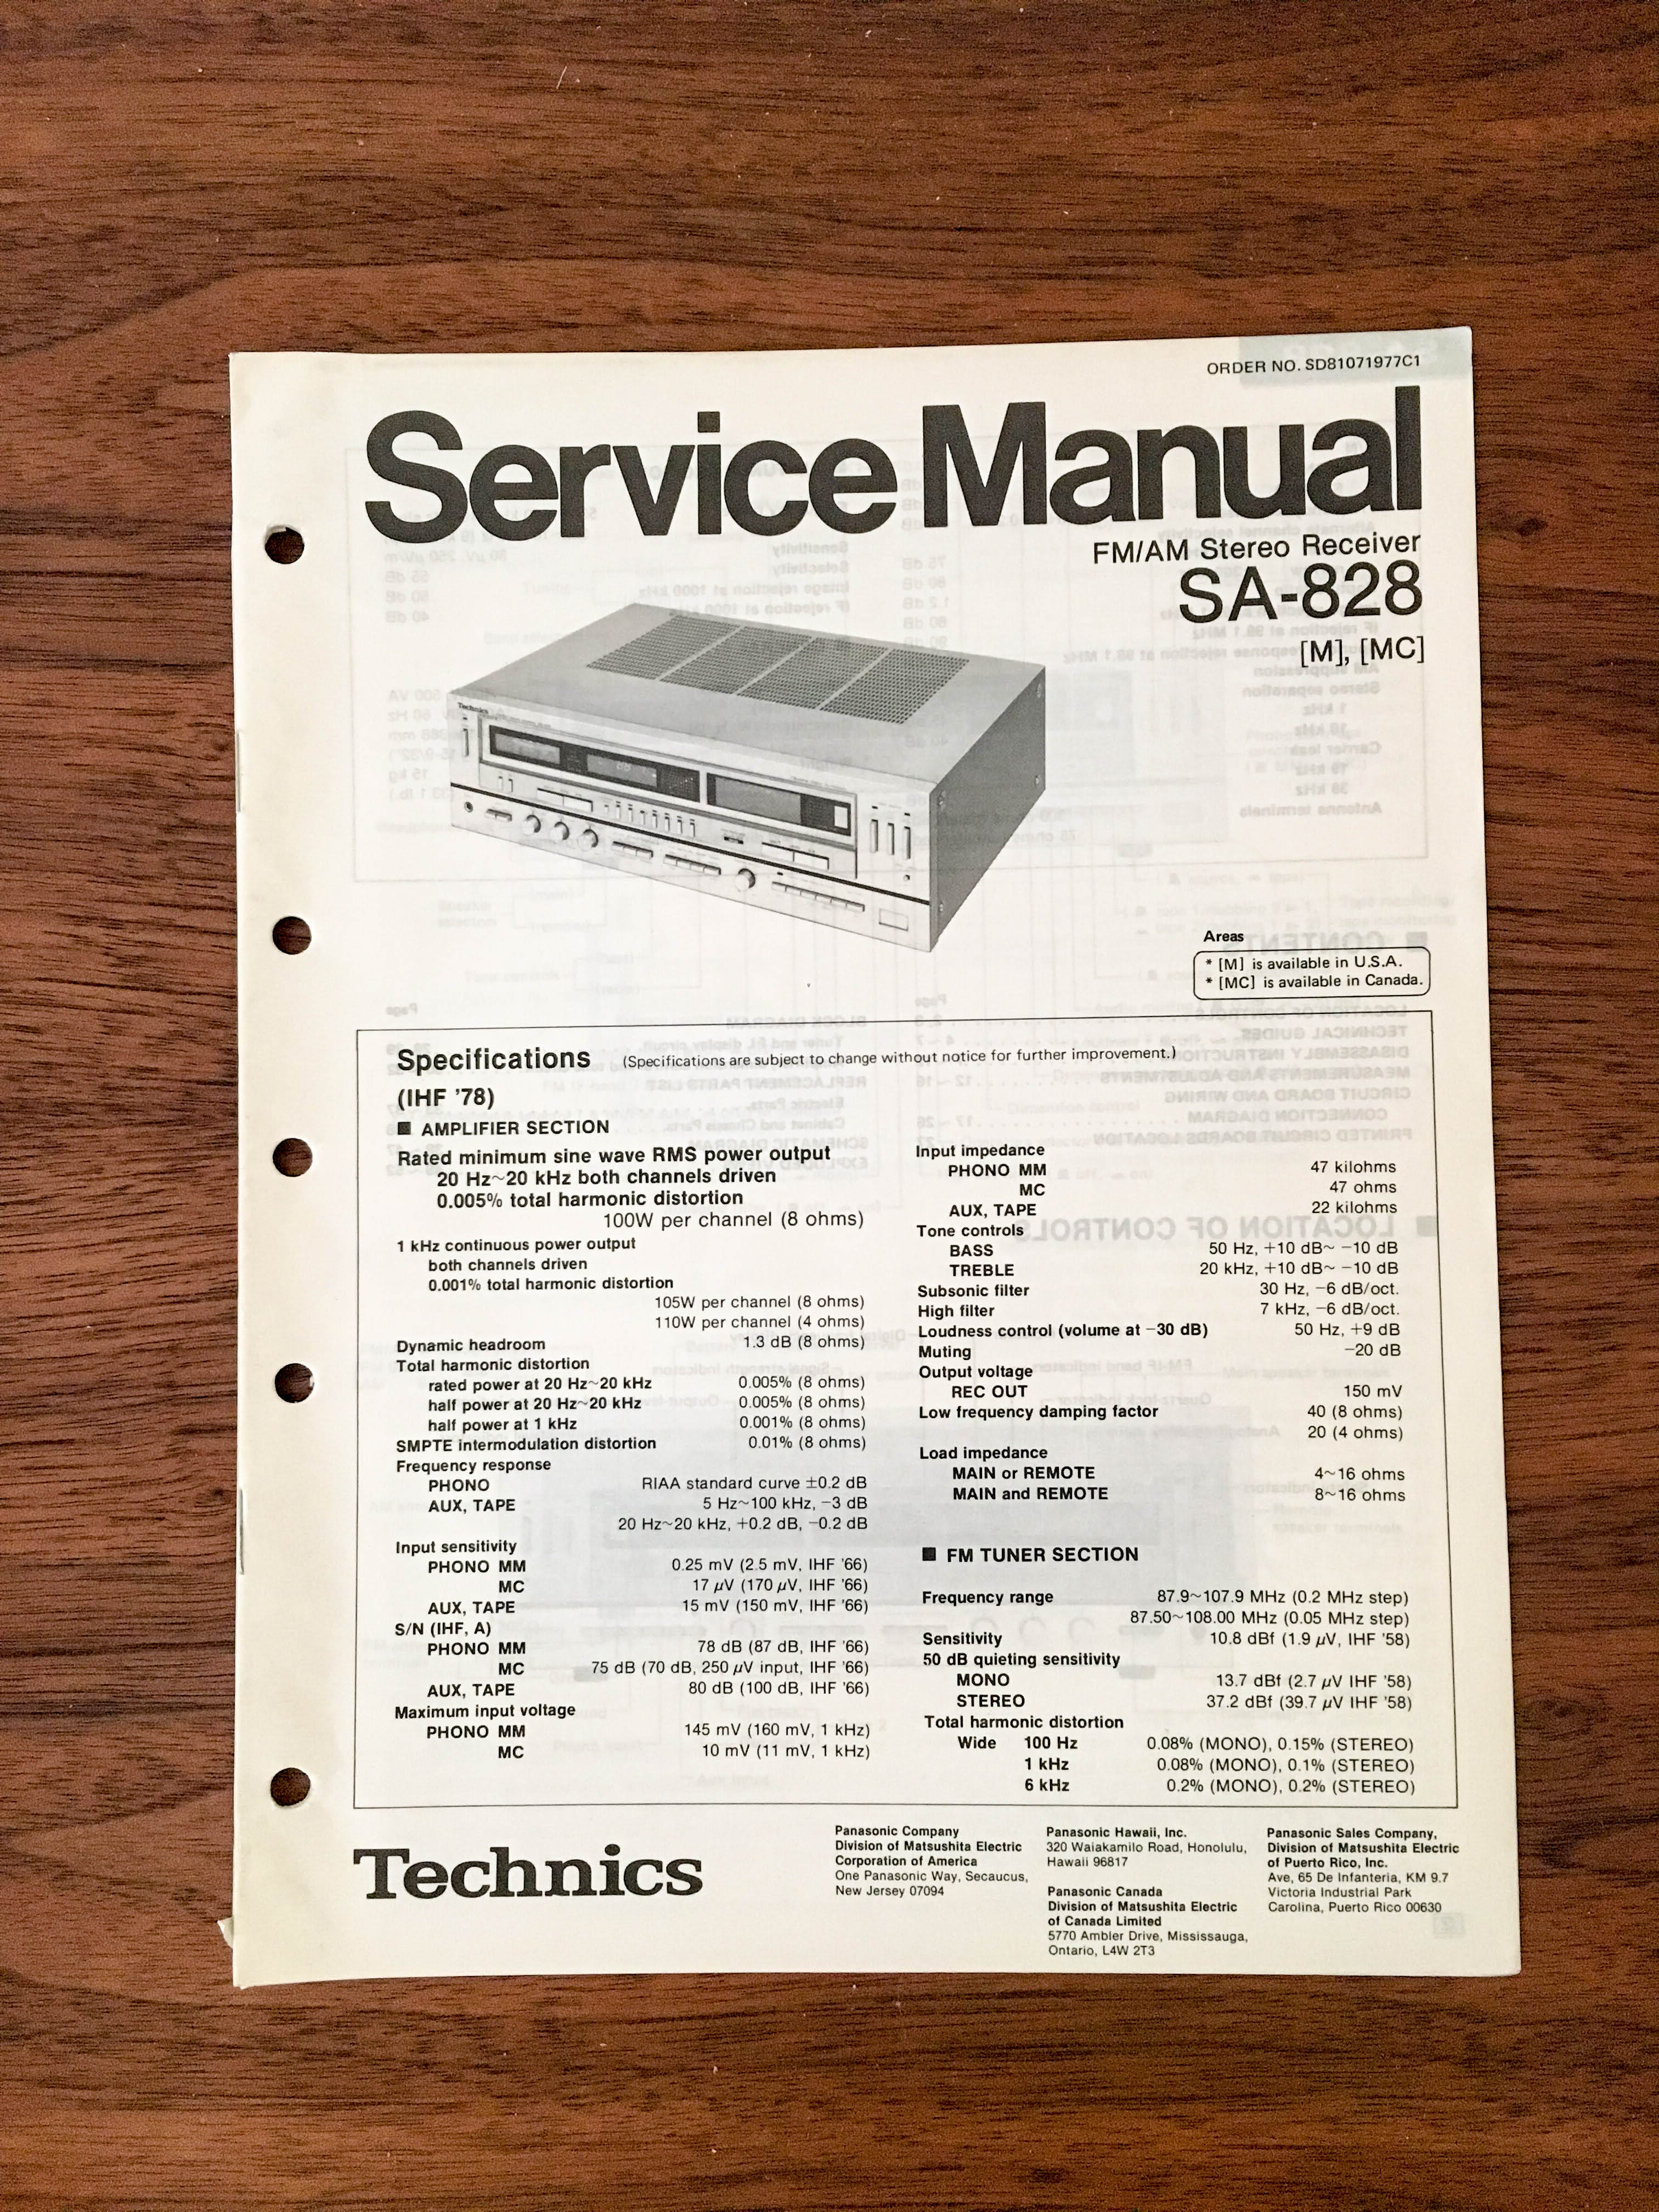 ORDER NO. SD81071977C1
Service Manual
FM/AM Stereo Receiver
SA-828
[M], [MC]
Technics
Areas
* [M] is available in U.S.A.
* [MC] is available in Canada.
Specifications (Specifications are subject to change without notice for further improvement.)
(IHF '78)
■ AMPLIFIER SECTION
Rated minimum sine wave RMS power output
20 Hz~20 kHz both channels driven
0.005% total harmonic distortion
100W per channel (8 ohms)
1 kHz continuous power output
both channels driven
0.001% total harmonic distortion
105W per channel (8 ohms)
110W per channel (4 ohms)
Dynamic headroom 1.3 dB (8 ohms)
Total harmonic distortion
rated power at 20 Hz~20 kHz 0.005% (8 ohms)
half power at 20 Hz~20 kHz 0.005% (8 ohms)
half power at 1 kHz 0.001% (8 ohms)
SMPTE intermodulation distortion 0.01% (8 ohms)
Frequency response
PHONO RIAA standard curve ±0.2 dB
AUX, TAPE 5 Hz~100 kHz, −3 dB
20 Hz~20 kHz, +0.2 dB, −0.2 dB
Input sensitivity
PHONO MM 0.25 mV (2.5 mV, IHF '66)
MC 17 μV (170 μV, IHF '66)
AUX, TAPE 15 mV (150 mV, IHF '66)
S/N (IHF, A)
PHONO MM 78 dB (87 dB, IHF '66)
MC 75 dB (70 dB, 250 μV input, IHF '66)
AUX, TAPE 80 dB (100 dB, IHF '66)
Maximum input voltage
PHONO MM 145 mV (160 mV, 1 kHz)
MC 10 mV (11 mV, 1 kHz)
Input impedance
PHONO MM 47 kilohms
MC 47 ohms
AUX, TAPE 22 kilohms
Tone controls
BASS 50 Hz, +10 dB~ −10 dB
TREBLE 20 kHz, +10 dB~ −10 dB
Subsonic filter 30 Hz, −6 dB/oct.
High filter 7 kHz, −6 dB/oct.
Loudness control (volume at −30 dB) 50 Hz, +9 dB
Muting −20 dB
Output voltage
REC OUT 150 mV
Low frequency damping factor 40 (8 ohms)
20 (4 ohms)
Load impedance
MAIN or REMOTE 4~16 ohms
MAIN and REMOTE 8~16 ohms
■ FM TUNER SECTION
Frequency range 87.9~107.9 MHz (0.2 MHz step)
87.50~108.00 MHz (0.05 MHz step)
Sensitivity 10.8 dBf (1.9 μV, IHF '58)
50 dB quieting sensitivity
MONO 13.7 dBf (2.7 μV IHF '58)
STEREO 37.2 dBf (39.7 μV IHF '58)
Total harmonic distortion
Wide 100 Hz 0.08% (MONO), 0.15% (STEREO)
1 kHz 0.08% (MONO), 0.1% (STEREO)
6 kHz 0.2% (MONO), 0.2% (STEREO)
Technics
Panasonic Company
Division of Matsushita Electric
Corporation of America
One Panasonic Way, Secaucus,
New Jersey 07094
Panasonic Hawaii, Inc.
320 Waiakamilo Road, Honolulu,
Hawaii 96817
Panasonic Canada
Division of Matsushita Electric
of Canada Limited
5770 Ambler Drive, Mississauga,
Ontario, L4W 2T3
Panasonic Sales Company,
Division of Matsushita Electric
of Puerto Rico, Inc.
Ave, 65 De Infanteria, KM 9.7
Victoria Industrial Park
Carolina, Puerto Rico 00630